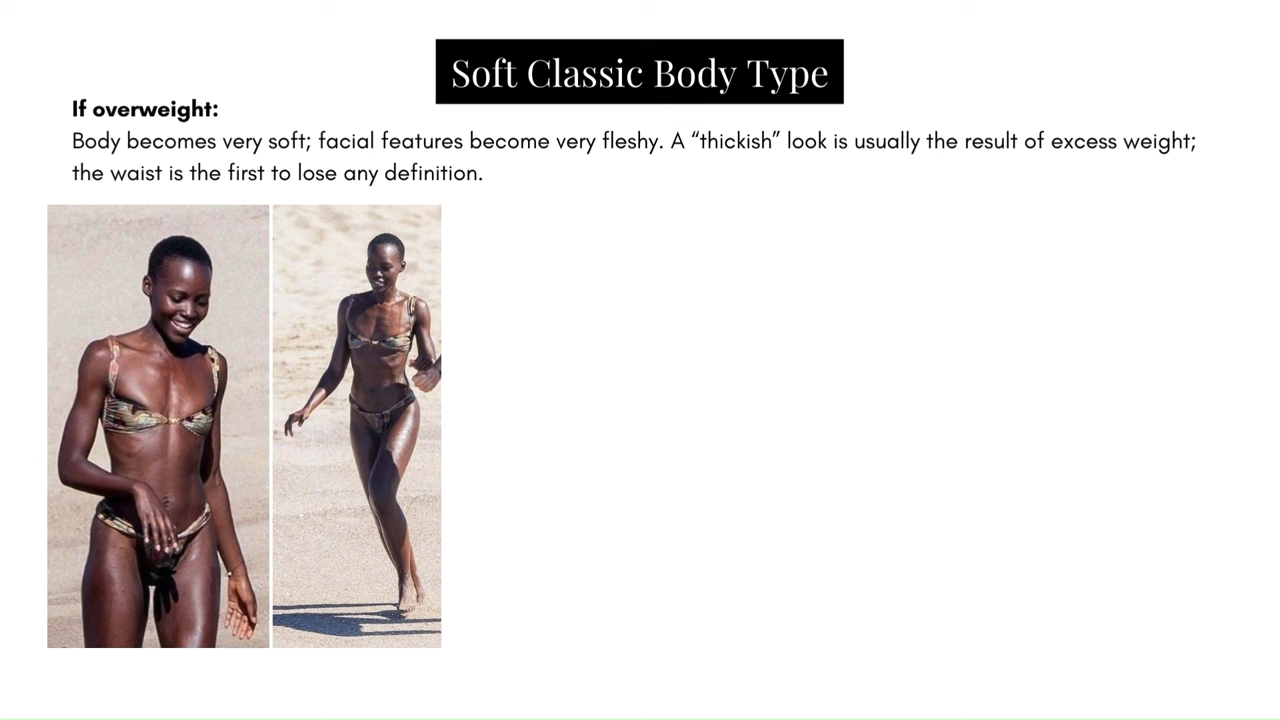 Soft Classic Body Type
If overweight:
Body becomes very soft; facial features become very fleshy. A “thickish” look is usually the result of excess weight;
the waist is the first to lose any definition.